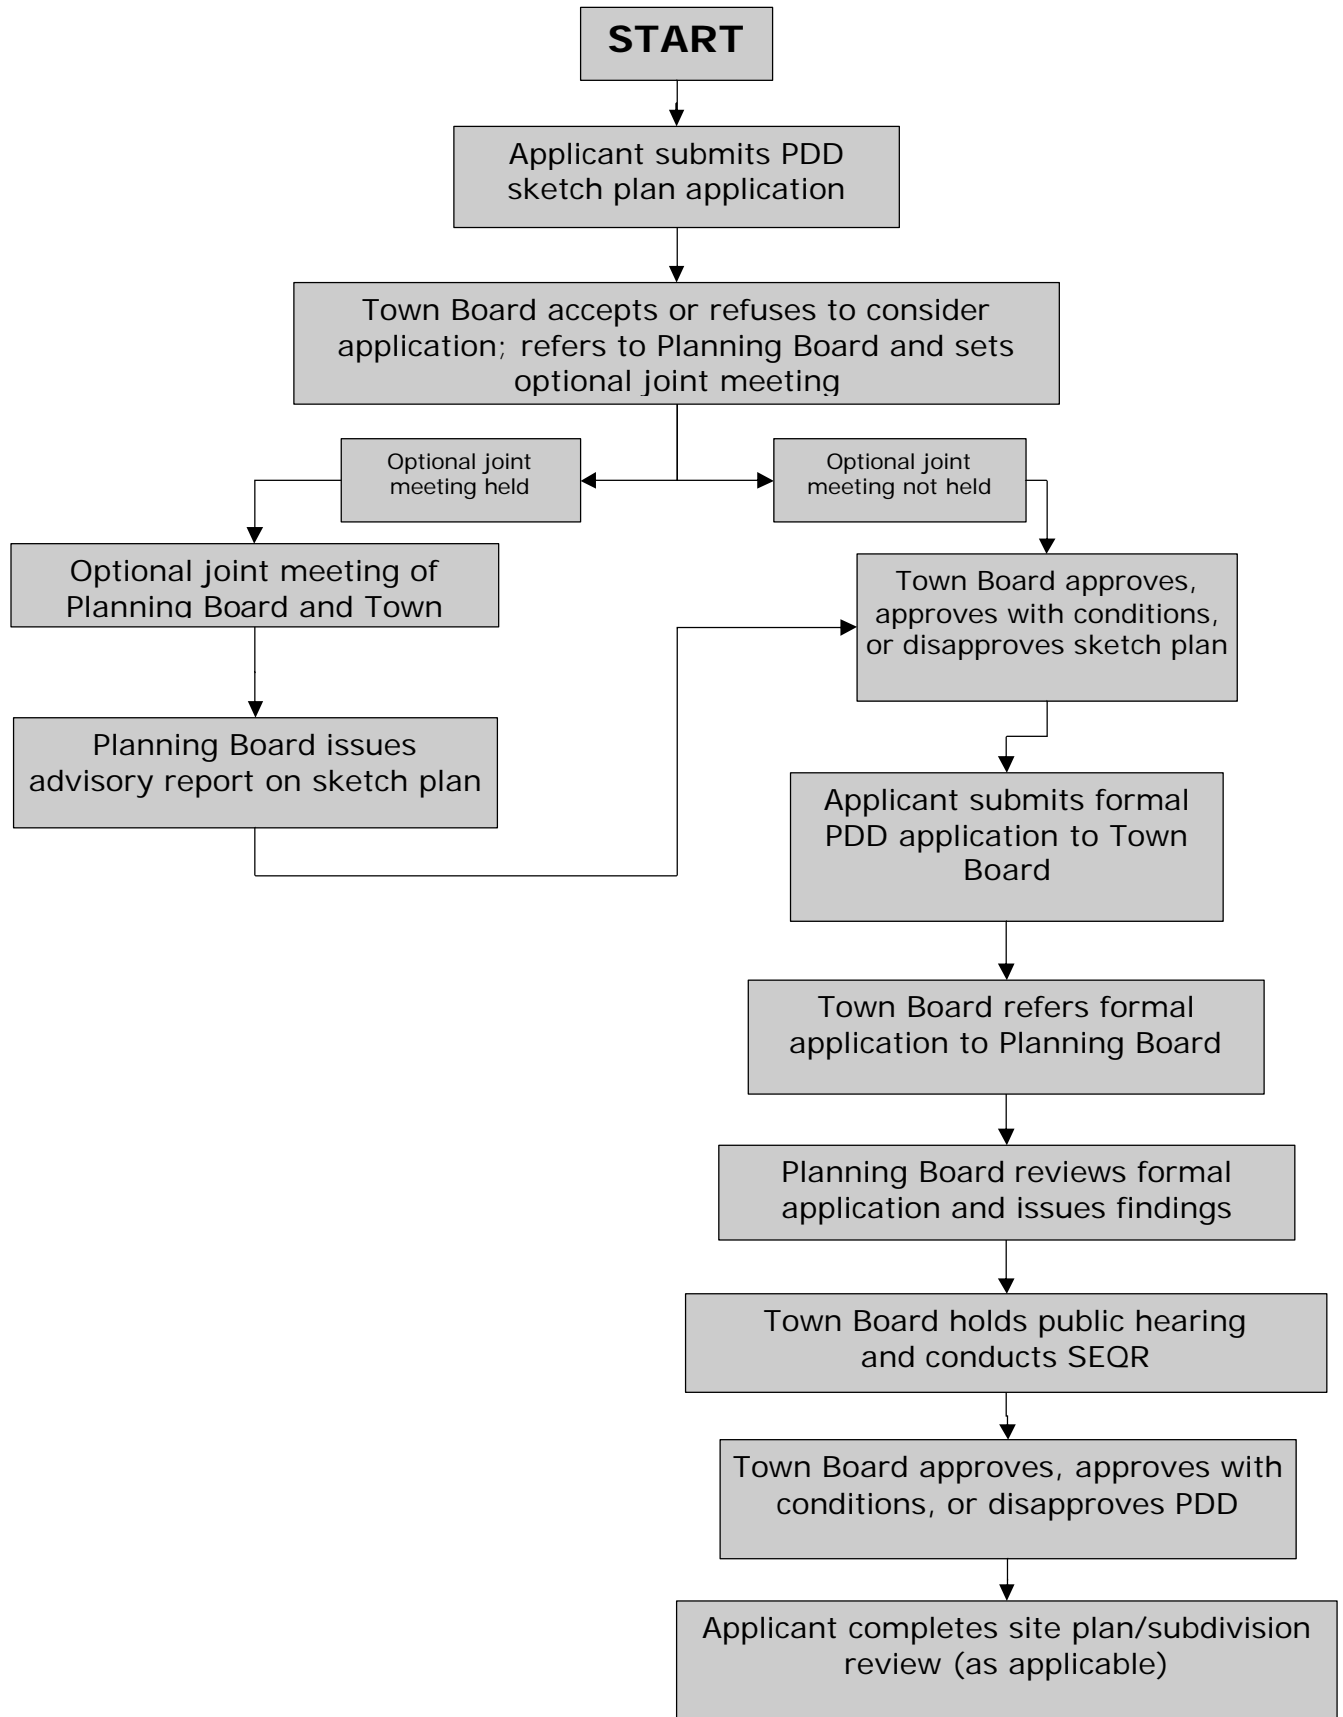 START
Applicant submits PDD
sketch plan application
Town Board accepts or refuses to consider
application; refers to Planning Board and sets
optional joint meeting
Optional joint
meeting held
Optional joint
meeting not held
Optional joint meeting of
Planning Board and Town
Town Board approves,
approves with conditions,
or disapproves sketch plan
Planning Board issues
advisory report on sketch plan
Applicant submits formal
PDD application to Town
Board
Town Board refers formal
application to Planning Board
Planning Board reviews formal
application and issues findings
Town Board holds public hearing
and conducts SEQR
Town Board approves, approves with
conditions, or disapproves PDD
Applicant completes site plan/subdivision
review (as applicable)